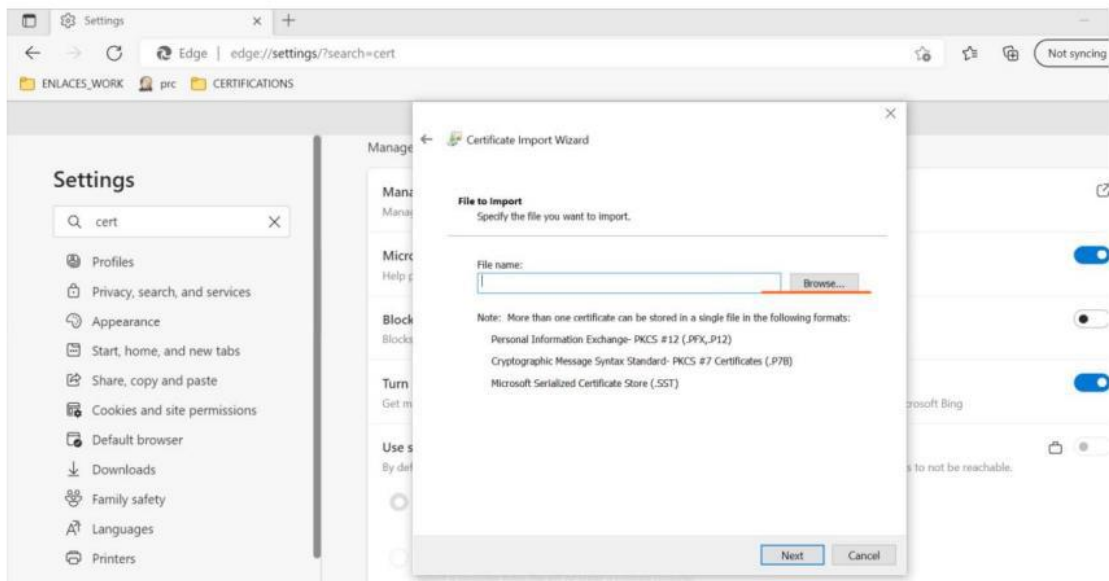 Settings
Edge | edge://settings/?search=cert
Not syncing
ENLACES_WORK prc CERTIFICATIONS
Settings
cert
Profiles
Privacy, search, and services
Appearance
Start, home, and new tabs
Share, copy and paste
Cookies and site permissions
Default browser
Downloads
Family safety
Languages
Printers
Manage
Mana
Manag
Micro
Help p
Block
Blocks
Turn
Get m
rosoft Bing
Use s
By def
s to not be reachable.
Certificate Import Wizard
File to Import
Specify the file you want to import.
File name:
Browse...
Note: More than one certificate can be stored in a single file in the following formats:
Personal Information Exchange- PKCS #12 (.PFX,.P12)
Cryptographic Message Syntax Standard- PKCS #7 Certificates (.P7B)
Microsoft Serialized Certificate Store (.SST)
Next Cancel